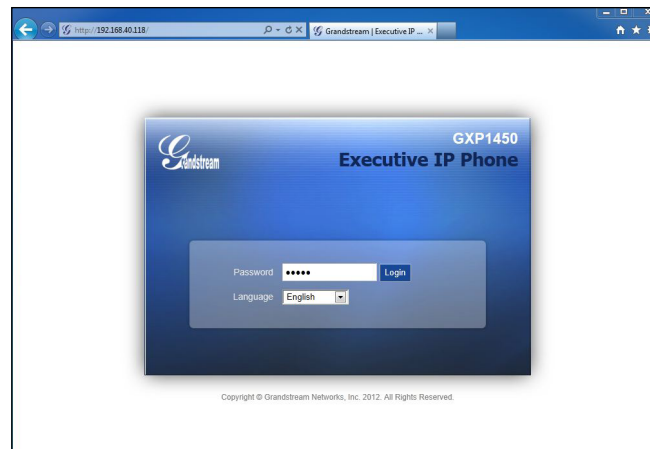 http://192.168.40.118/
Grandstream | Executive IP ...
Grandstream
GXP1450
Executive IP Phone
Password •••••
Login
Language English
Copyright © Grandstream Networks, Inc. 2012. All Rights Reserved.